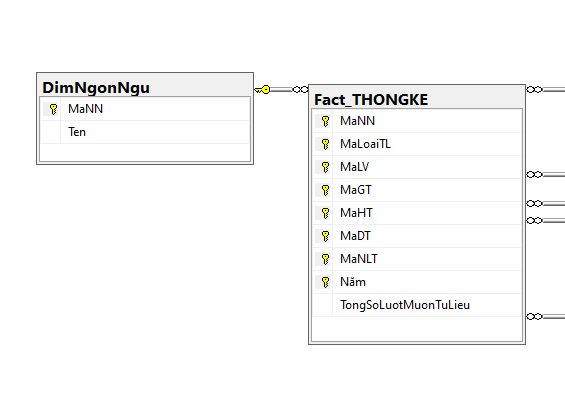 DimNgonNgu
MaNN
Ten
Fact_THONGKE
MaNN
MaLoaiTL
MaLV
MaGT
MaHT
MaDT
MaNLT
Năm
TongSoLuotMuonTuLieu